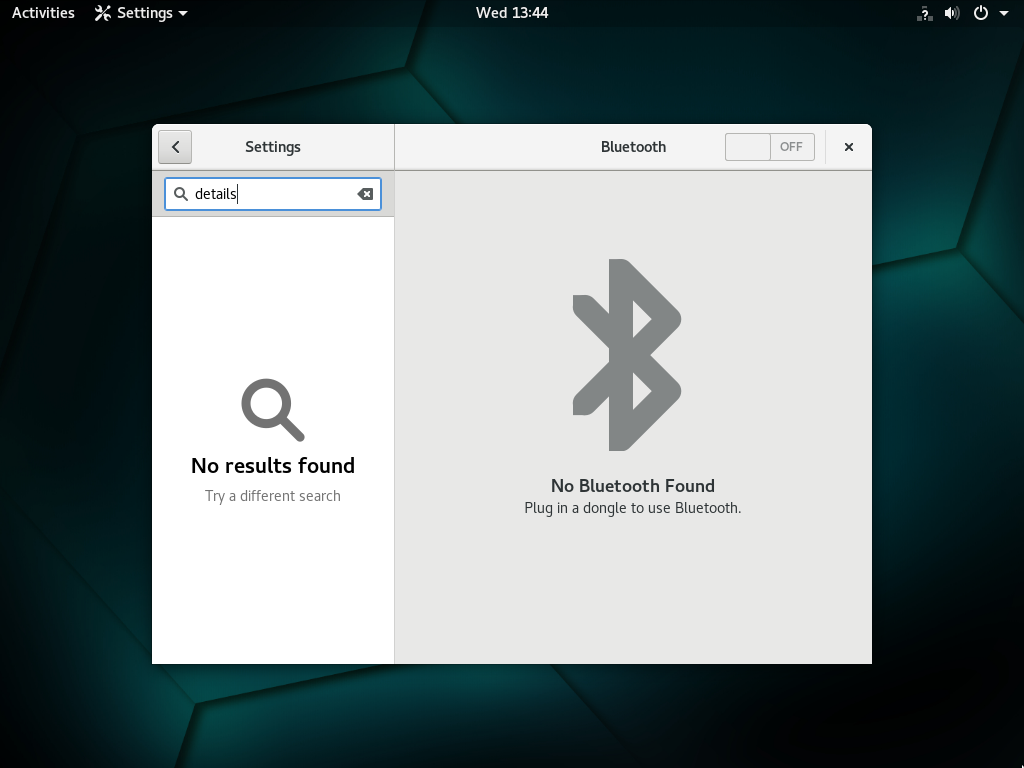 Activities Settings Wed 13:44
Settings Bluetooth OFF
details
No results found
Try a different search
No Bluetooth Found
Plug in a dongle to use Bluetooth.